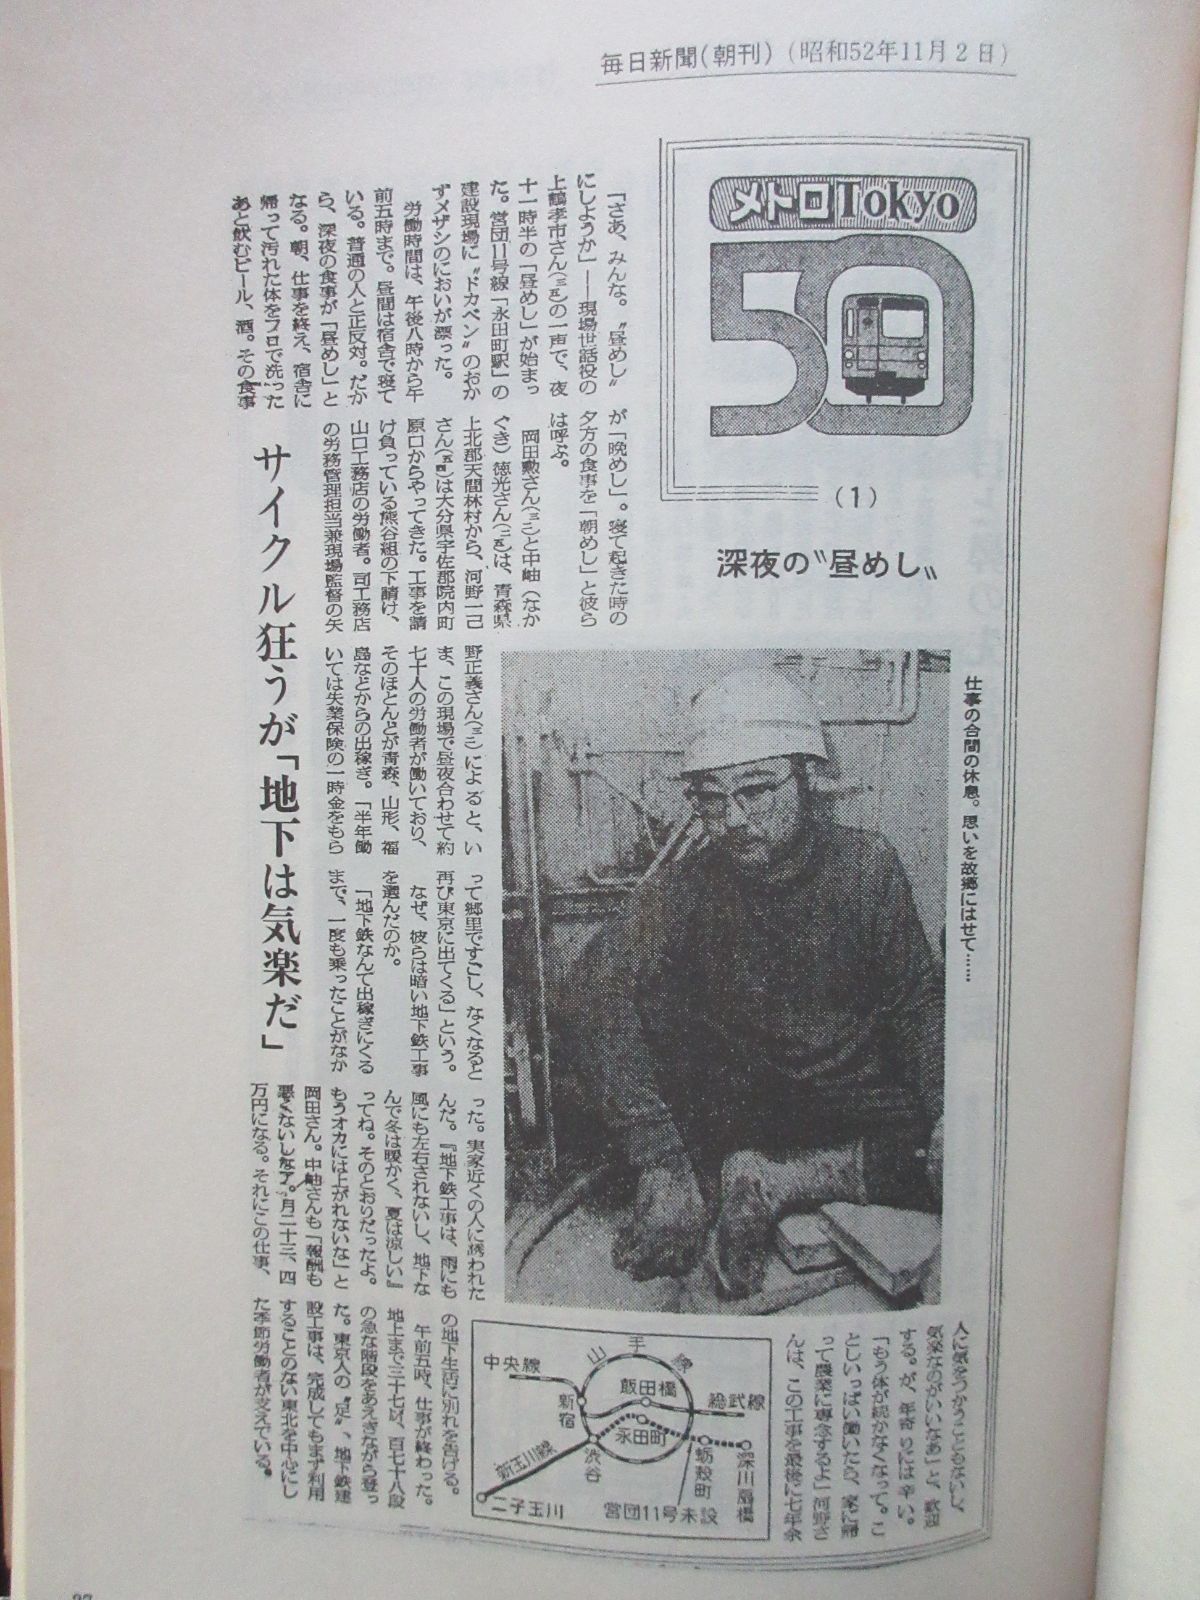 毎日新聞(朝刊)(昭和52年11月2日)
メトロTokyo
50
(1)
深夜の〝昼めし〟
サイクル狂うが「地下は気楽だ」
「さあ、みんな。〝昼めし〟
にしようか」――現場世話役の
上鶴孝市さん(三五)の一声で、夜
十一時半の「昼めし」が始まっ
た。営団11号線「永田町駅」の
建設現場に〝ドカベン〟のおか
ずメザシのにおいが漂った。
労働時間は、午後八時から午
前五時まで。昼間は宿舎で寝て
いる。普通の人と正反対。だか
ら、深夜の食事が「昼めし」と
なる。朝、仕事を終え、宿舎に
帰って汚れた体をフロで洗った
あと飲むビール、酒。その食事
が「晩めし」。寝て起きた時の
夕方の食事を「朝めし」と彼ら
は呼ぶ。
岡田勲さん(三二)と中岫(なか
ぐき)徳光さん(二五)は、青森県
上北郡天間林村から、河野一己
さん(五四)は大分県宇佐郡院内町
原口からやってきた。工事を請
け負っている熊谷組の下請け、
山口工務店の労働者。司工務店
の労務管理担当兼現場監督の矢
野正義さん(三二)によると、い
ま、この現場で昼夜合わせて約
七十人の労働者が働いており、
そのほとんどが青森、山形、福
島などからの出稼ぎ。「半年働
いては失業保険の一時金をもら
って郷里ですごし、なくなると
再び東京に出てくる」という。
なぜ、彼らは暗い地下鉄工事
を選んだのか。
「地下鉄なんて出稼ぎにくる
まで、一度も乗ったことがなか
った。実家近くの人に誘われた
んだ。『地下鉄工事は、雨にも
風にも左右されないし、地下な
んで冬は暖かく、夏は涼しい』
ってね。そのとおりだったよ。
もうオカには上がれないな」と
岡田さん。中岫さんも「報酬も
悪くないしなア。月二十三、四
万円になる。それにこの仕事、
人に気をつかうこともないし、
気楽なのがいいなあ」と、歓迎
する。が、年寄りには辛い。
「もう体が続かなくなって。こ
としいっぱい働いたら、家に帰
って農業に専念するよ」河野さ
んは、この工事を最後に七年余
の地下生活に別れを告げる。
午前五時、仕事が終わった。
地上まで三十七㍍、百七十八段
の急な階段をあえぎながら登っ
た。東京人の〝足〟、地下鉄建
設工事は、完成してもまず利用
することのない東北を中心にし
た季節労働者が支えている。
仕事の合間の休息。思いを故郷にはせて……
山手線
中央線
飯田橋
総武線
新宿
永田町
渋谷
蛎殻町
深川扇橋
新玉川線
二子玉川
営団11号未設